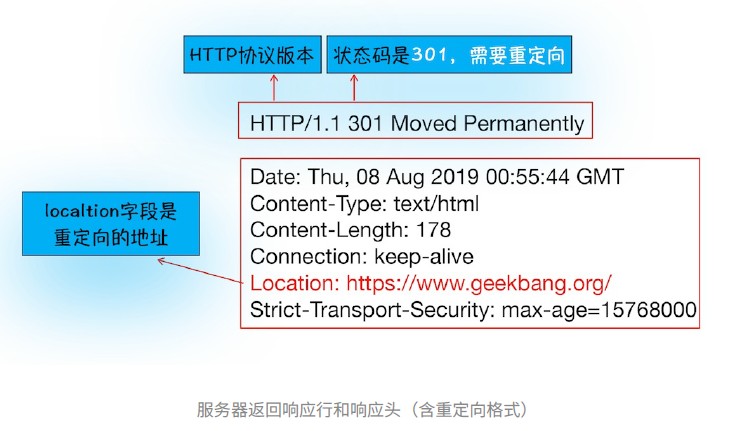 HTTP协议版本
状态码是301，需要重定向
HTTP/1.1 301 Moved Permanently
Date: Thu, 08 Aug 2019 00:55:44 GMT
Content-Type: text/html
Content-Length: 178
Connection: keep-alive
Location: https://www.geekbang.org/
Strict-Transport-Security: max-age=15768000
localtion字段是
重定向的地址
服务器返回响应行和响应头（含重定向格式）